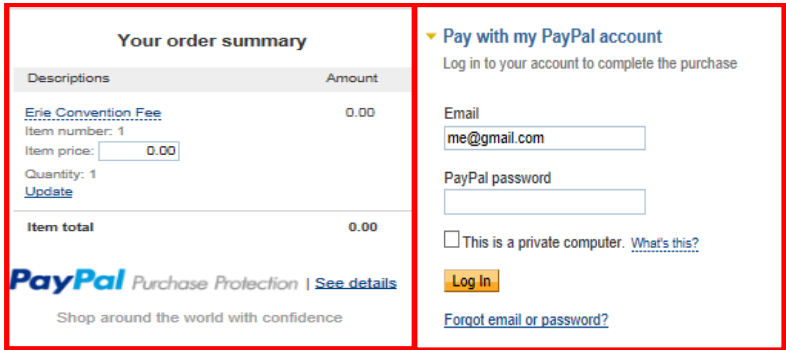 Your order summary
Descriptions Amount
Erie Convention Fee 0.00
Item number: 1
Item price: 0.00
Quantity: 1
Update
Item total 0.00
PayPal Purchase Protection | See details
Shop around the world with confidence
Pay with my PayPal account
Log in to your account to complete the purchase
Email
me@gmail.com
PayPal password
This is a private computer. What's this?
Log In
Forgot email or password?